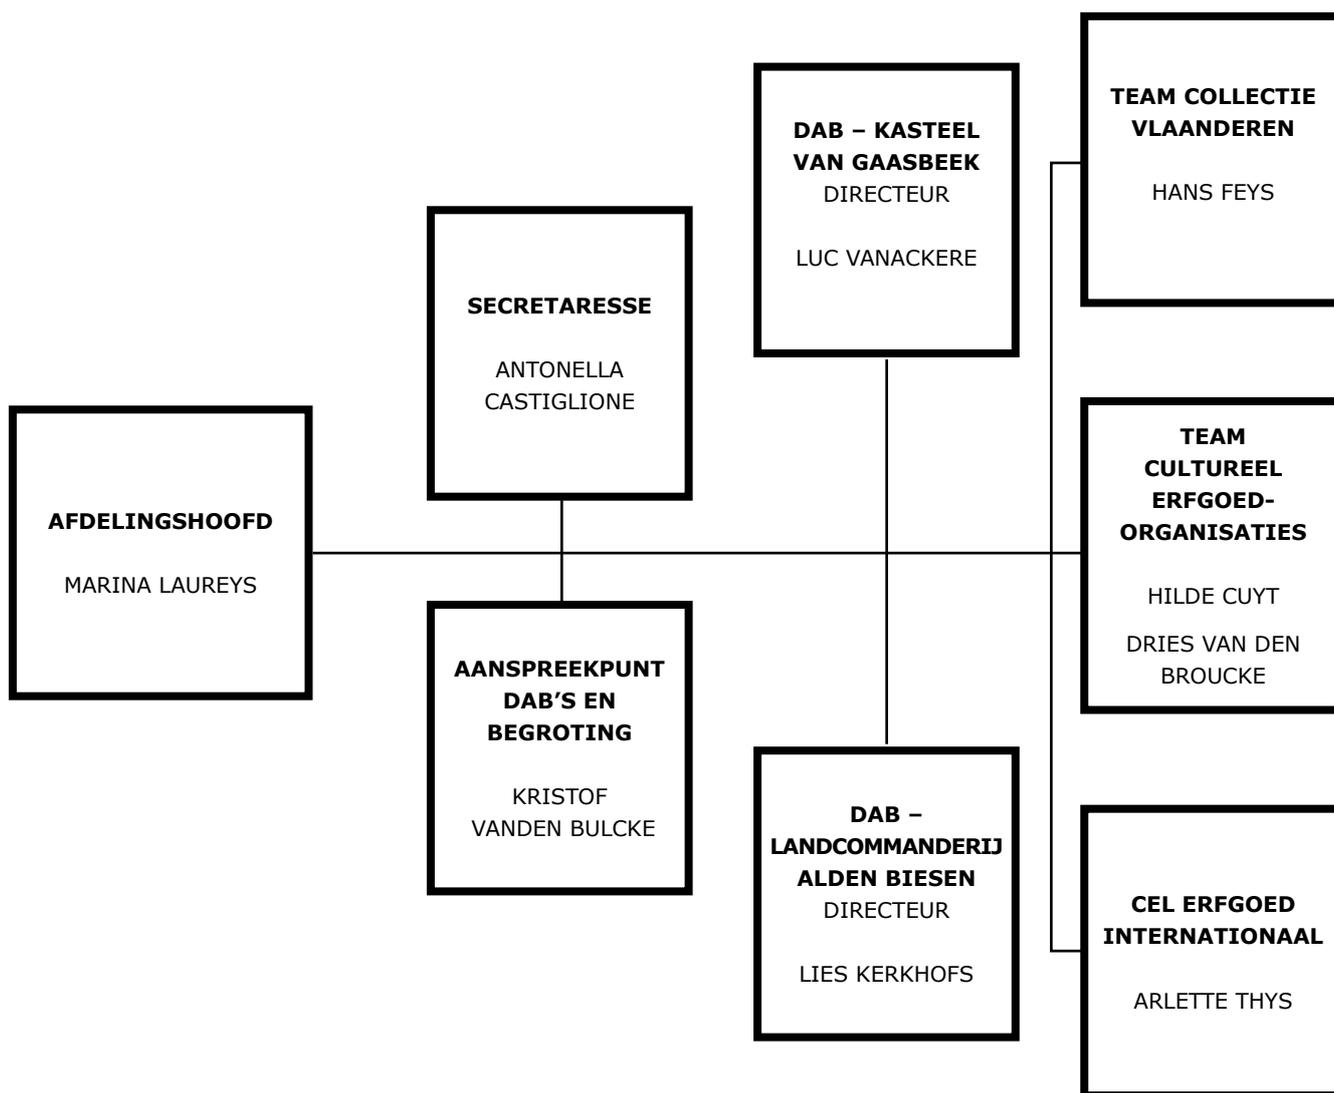 AFDELINGSHOOFD
MARINA LAUREYS
SECRETARESSE
ANTONELLA
CASTIGLIONE
AANSPREEKPUNT
DAB’S EN
BEGROTING
KRISTOF
VANDEN BULCKE
DAB – KASTEEL
VAN GAASBEEK
DIRECTEUR
LUC VANACKERE
DAB –
LANDCOMMANDERIJ
ALDEN BIESEN
DIRECTEUR
LIES KERKHOFS
TEAM COLLECTIE
VLAANDEREN
HANS FEYS
TEAM
CULTUREEL
ERFGOED-
ORGANISATIES
HILDE CUYT
DRIES VAN DEN
BROUCKE
CEL ERFGOED
INTERNATIONAAL
ARLETTE THYS